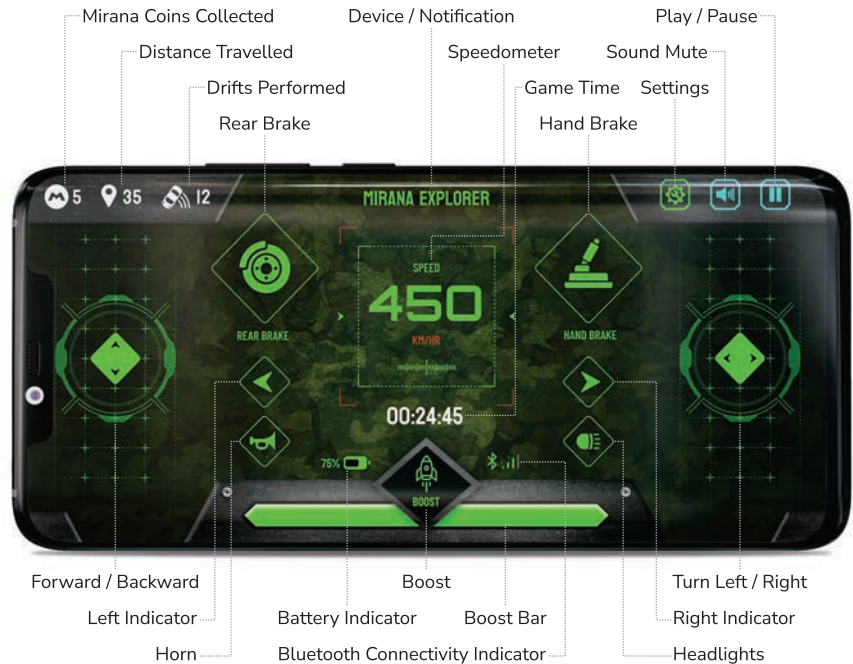 Mirana Coins Collected
Device / Notification
Play / Pause
Distance Travelled
Speedometer
Sound Mute
Drifts Performed
Game Time
Settings
Rear Brake
Hand Brake
5
35
12
MIRANA EXPLORER
SPEED
450
KM/HR
REAR BRAKE
HAND BRAKE
00:24:45
75%
BOOST
Forward / Backward
Boost
Turn Left / Right
Left Indicator
Battery Indicator
Boost Bar
Right Indicator
Horn
Bluetooth Connectivity Indicator
Headlights